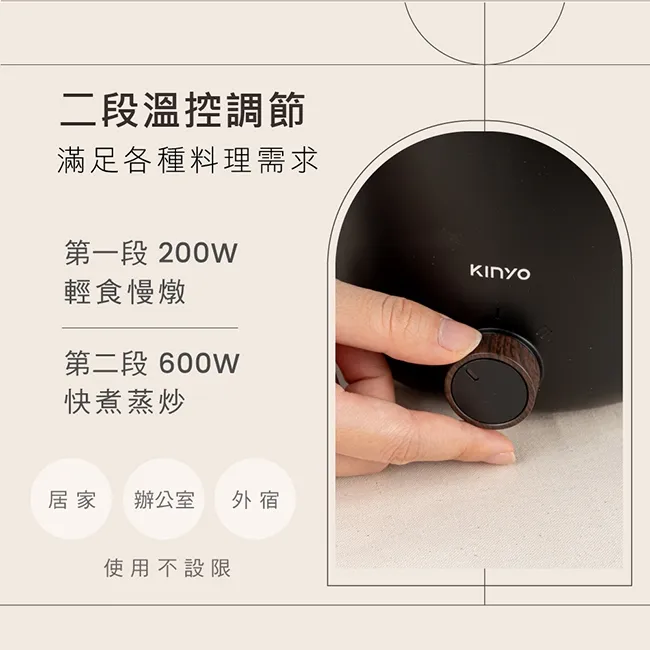 二段溫控調節
滿足各種料理需求
第一段 200W
輕食慢燉
第二段 600W
快煮蒸炒
居家
辦公室
外宿
使用不設限
KINYO